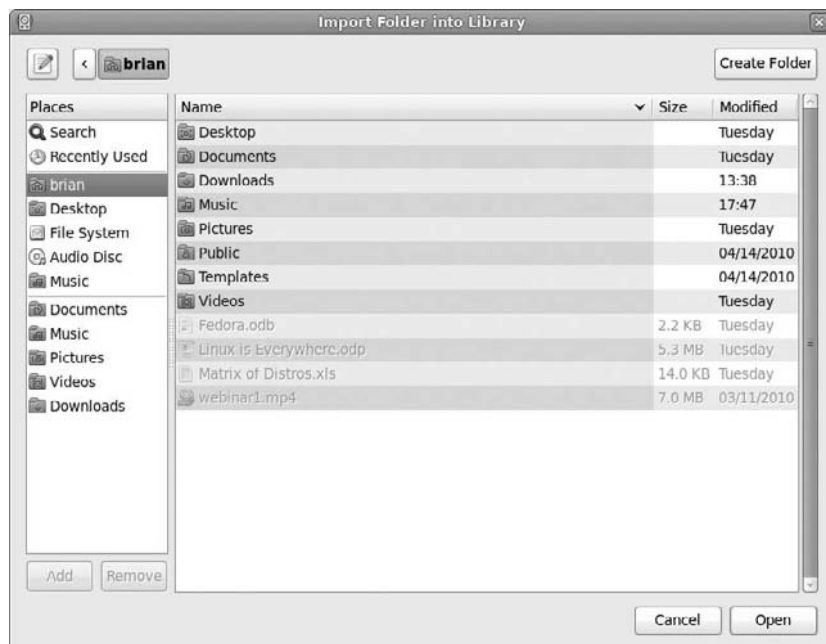 Import Folder into Library
brian
Create Folder
Places
Search
Recently Used
brian
Desktop
File System
Audio Disc
Music
Documents
Music
Pictures
Videos
Downloads
Add
Remove
Name Size Modified
Desktop Tuesday
Documents Tuesday
Downloads 13:38
Music 17:47
Pictures Tuesday
Public 04/14/2010
Templates 04/14/2010
Videos Tuesday
Fedora.odb 2.2 KB Tuesday
Linux is Everywhere.odp 5.3 MB Tuesday
Matrix of Distros.xls 14.0 KB Tuesday
webinar1.mp4 7.0 MB 03/11/2010
Cancel
Open